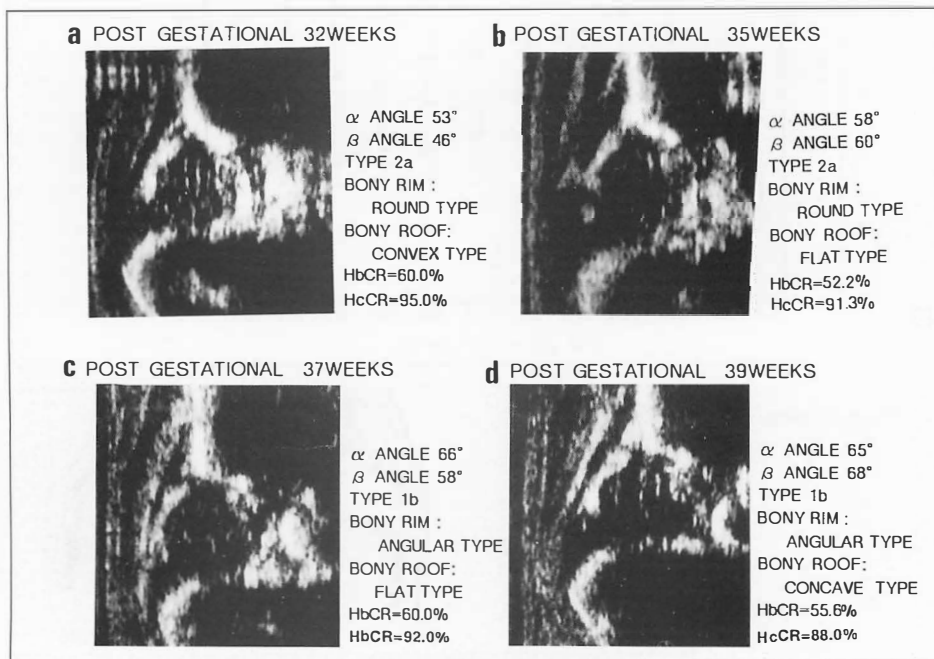 a POST GESTATIONAL 32WEEKS
α ANGLE 53°
β ANGLE 46°
TYPE 2a
BONY RIM :
ROUND TYPE
BONY ROOF:
CONVEX TYPE
HbCR=60.0%
HcCR=95.0%
b POST GESTATIONAL 35WEEKS
α ANGLE 58°
β ANGLE 60°
TYPE 2a
BONY RIM :
ROUND TYPE
BONY ROOF:
FLAT TYPE
HbCR=52.2%
HcCR=91.3%
c POST GESTATIONAL 37WEEKS
α ANGLE 66°
β ANGLE 58°
TYPE 1b
BONY RIM :
ANGULAR TYPE
BONY ROOF:
FLAT TYPE
HbCR=60.0%
HbCR=92.0%
d POST GESTATIONAL 39WEEKS
α ANGLE 65°
β ANGLE 68°
TYPE 1b
BONY RIM :
ANGULAR TYPE
BONY ROOF:
CONCAVE TYPE
HbCR=55.6%
HcCR=88.0%